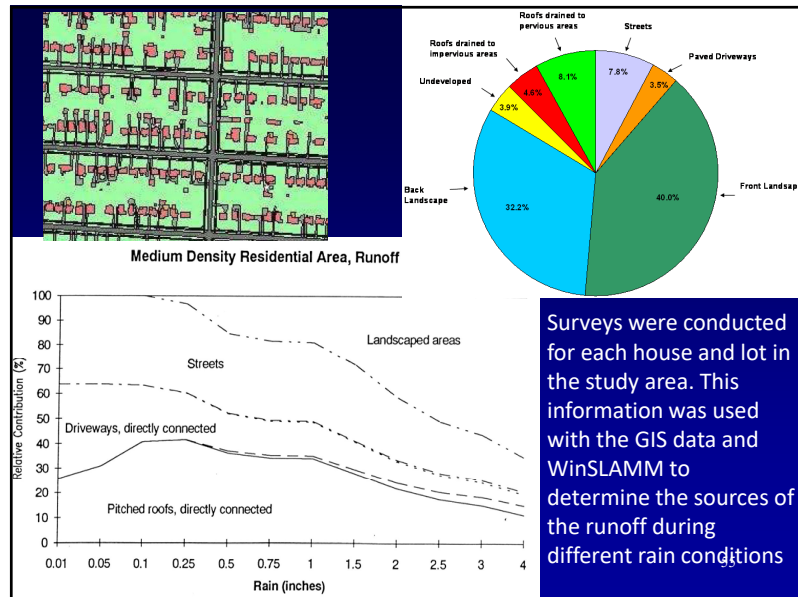 Roofs drained to
pervious areas
Streets
Roofs drained to
impervious areas
Paved Driveways
Undeveloped
8.1%
7.8%
4.6%
3.5%
3.9%
Back
Landscape
32.2%
40.0%
Front Landsap
Medium Density Residential Area, Runoff
Relative Contribution (%)
100
90
80
70
60
50
40
30
20
10
0
Landscaped areas
Streets
Driveways, directly connected
Pitched roofs, directly connected
0.01 0.05 0.1 0.25 0.5 0.75 1 1.5 2 2.5 3 4
Rain (inches)
Surveys were conducted
for each house and lot in
the study area. This
information was used
with the GIS data and
WinSLAMM to
determine the sources of
the runoff during
different rain conditions